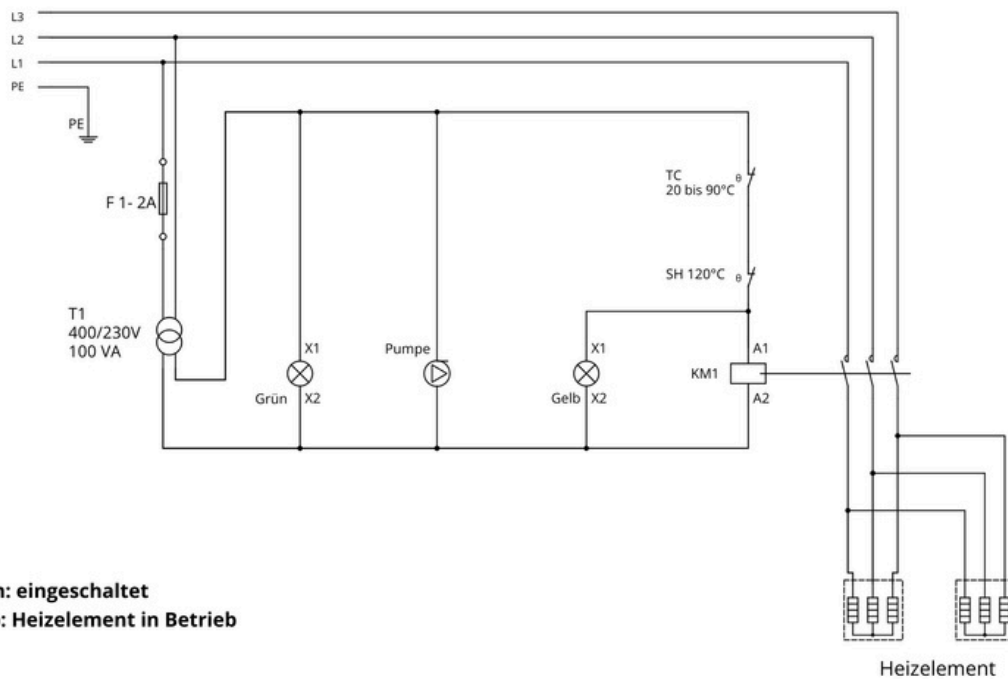 L3
L2
L1
PE
PE
F 1- 2A
T1
400/230V
100 VA
TC
20 bis 90°C
θ
SH 120°C
θ
X1
Grün
X2
Pumpe
X1
Gelb
X2
A1
KM1
A2
eingeschaltet
Heizelement in Betrieb
Heizelement